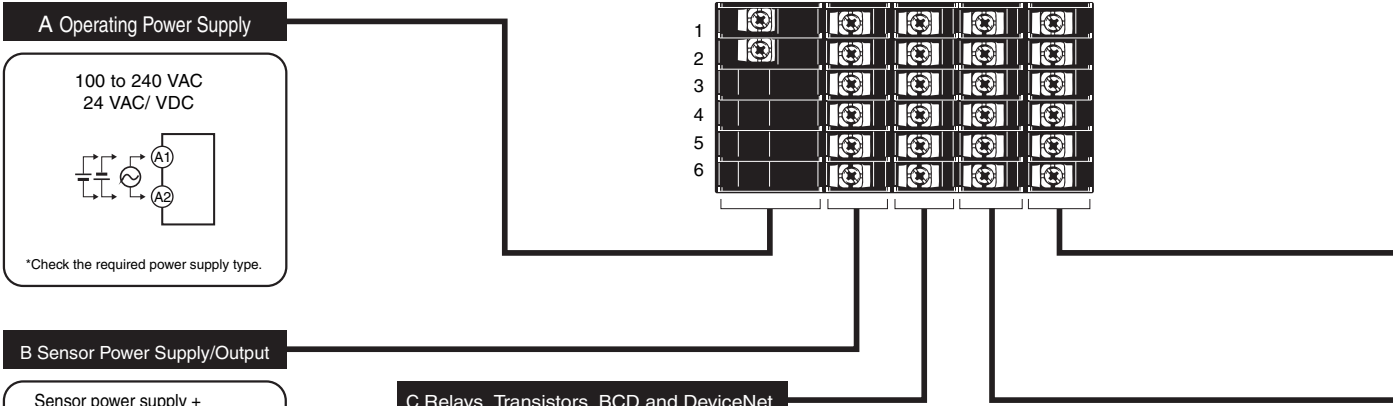 A Operating Power Supply
100 to 240 VAC
24 VAC/ VDC
A1
A2
*Check the required power supply type.
1
2
3
4
5
6
B Sensor Power Supply/Output
Sensor power supply +
C Relays, Transistors, BCD and DeviceNet